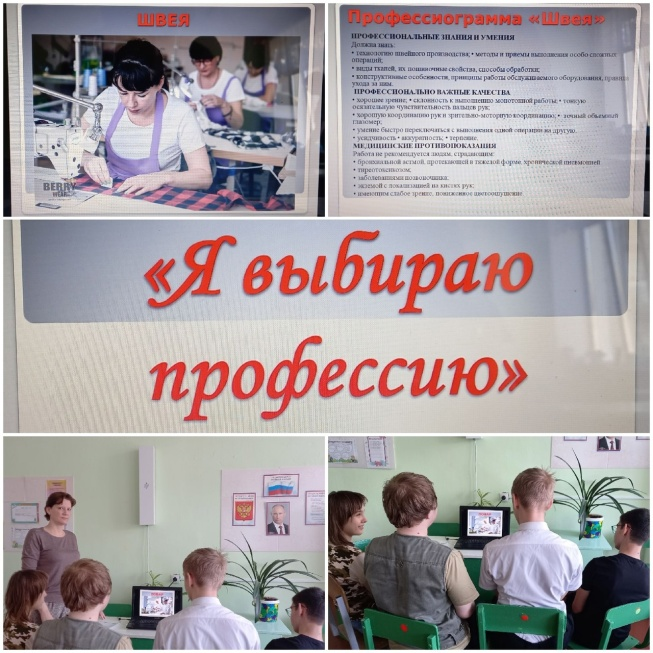 ШВЕЯ
BERRY
Профессиограмма «Швея»
ПРОФЕССИОНАЛЬНЫЕ ЗНАНИЯ И УМЕНИЯ
Должна знать:
• технологию швейного производства; • методы и приемы выполнения особо сложных
операций;
• виды тканей, их пошивочные свойства, способы обработки;
• конструктивные особенности, принципы работы обслуживаемого оборудования, правила
ухода за ним.
ПРОФЕССИОНАЛЬНО ВАЖНЫЕ КАЧЕСТВА
• хорошее зрение; • склонность к выполнению монотонной работы; • тонкую
осязательную чувствительность пальцев рук;
• хорошую координацию рук и зрительно-моторную координацию; • точный объемный
глазомер;
• умение быстро переключаться с выполнения одной операции на другую.
• усидчивость • аккуратность; • терпение.
МЕДИЦИНСКИЕ ПРОТИВОПОКАЗАНИЯ
Работа не рекомендуется людям, страдающим:
• бронхиальной астмой, протекающей в тяжелой форме, хронической пневмонией
• тиреотоксикозом;
• заболеваниями позвоночника;
• экземой с локализацией на кистях рук;
• имеющим слабое зрение, пониженное цветоощущение
«Я выбираю
профессию»